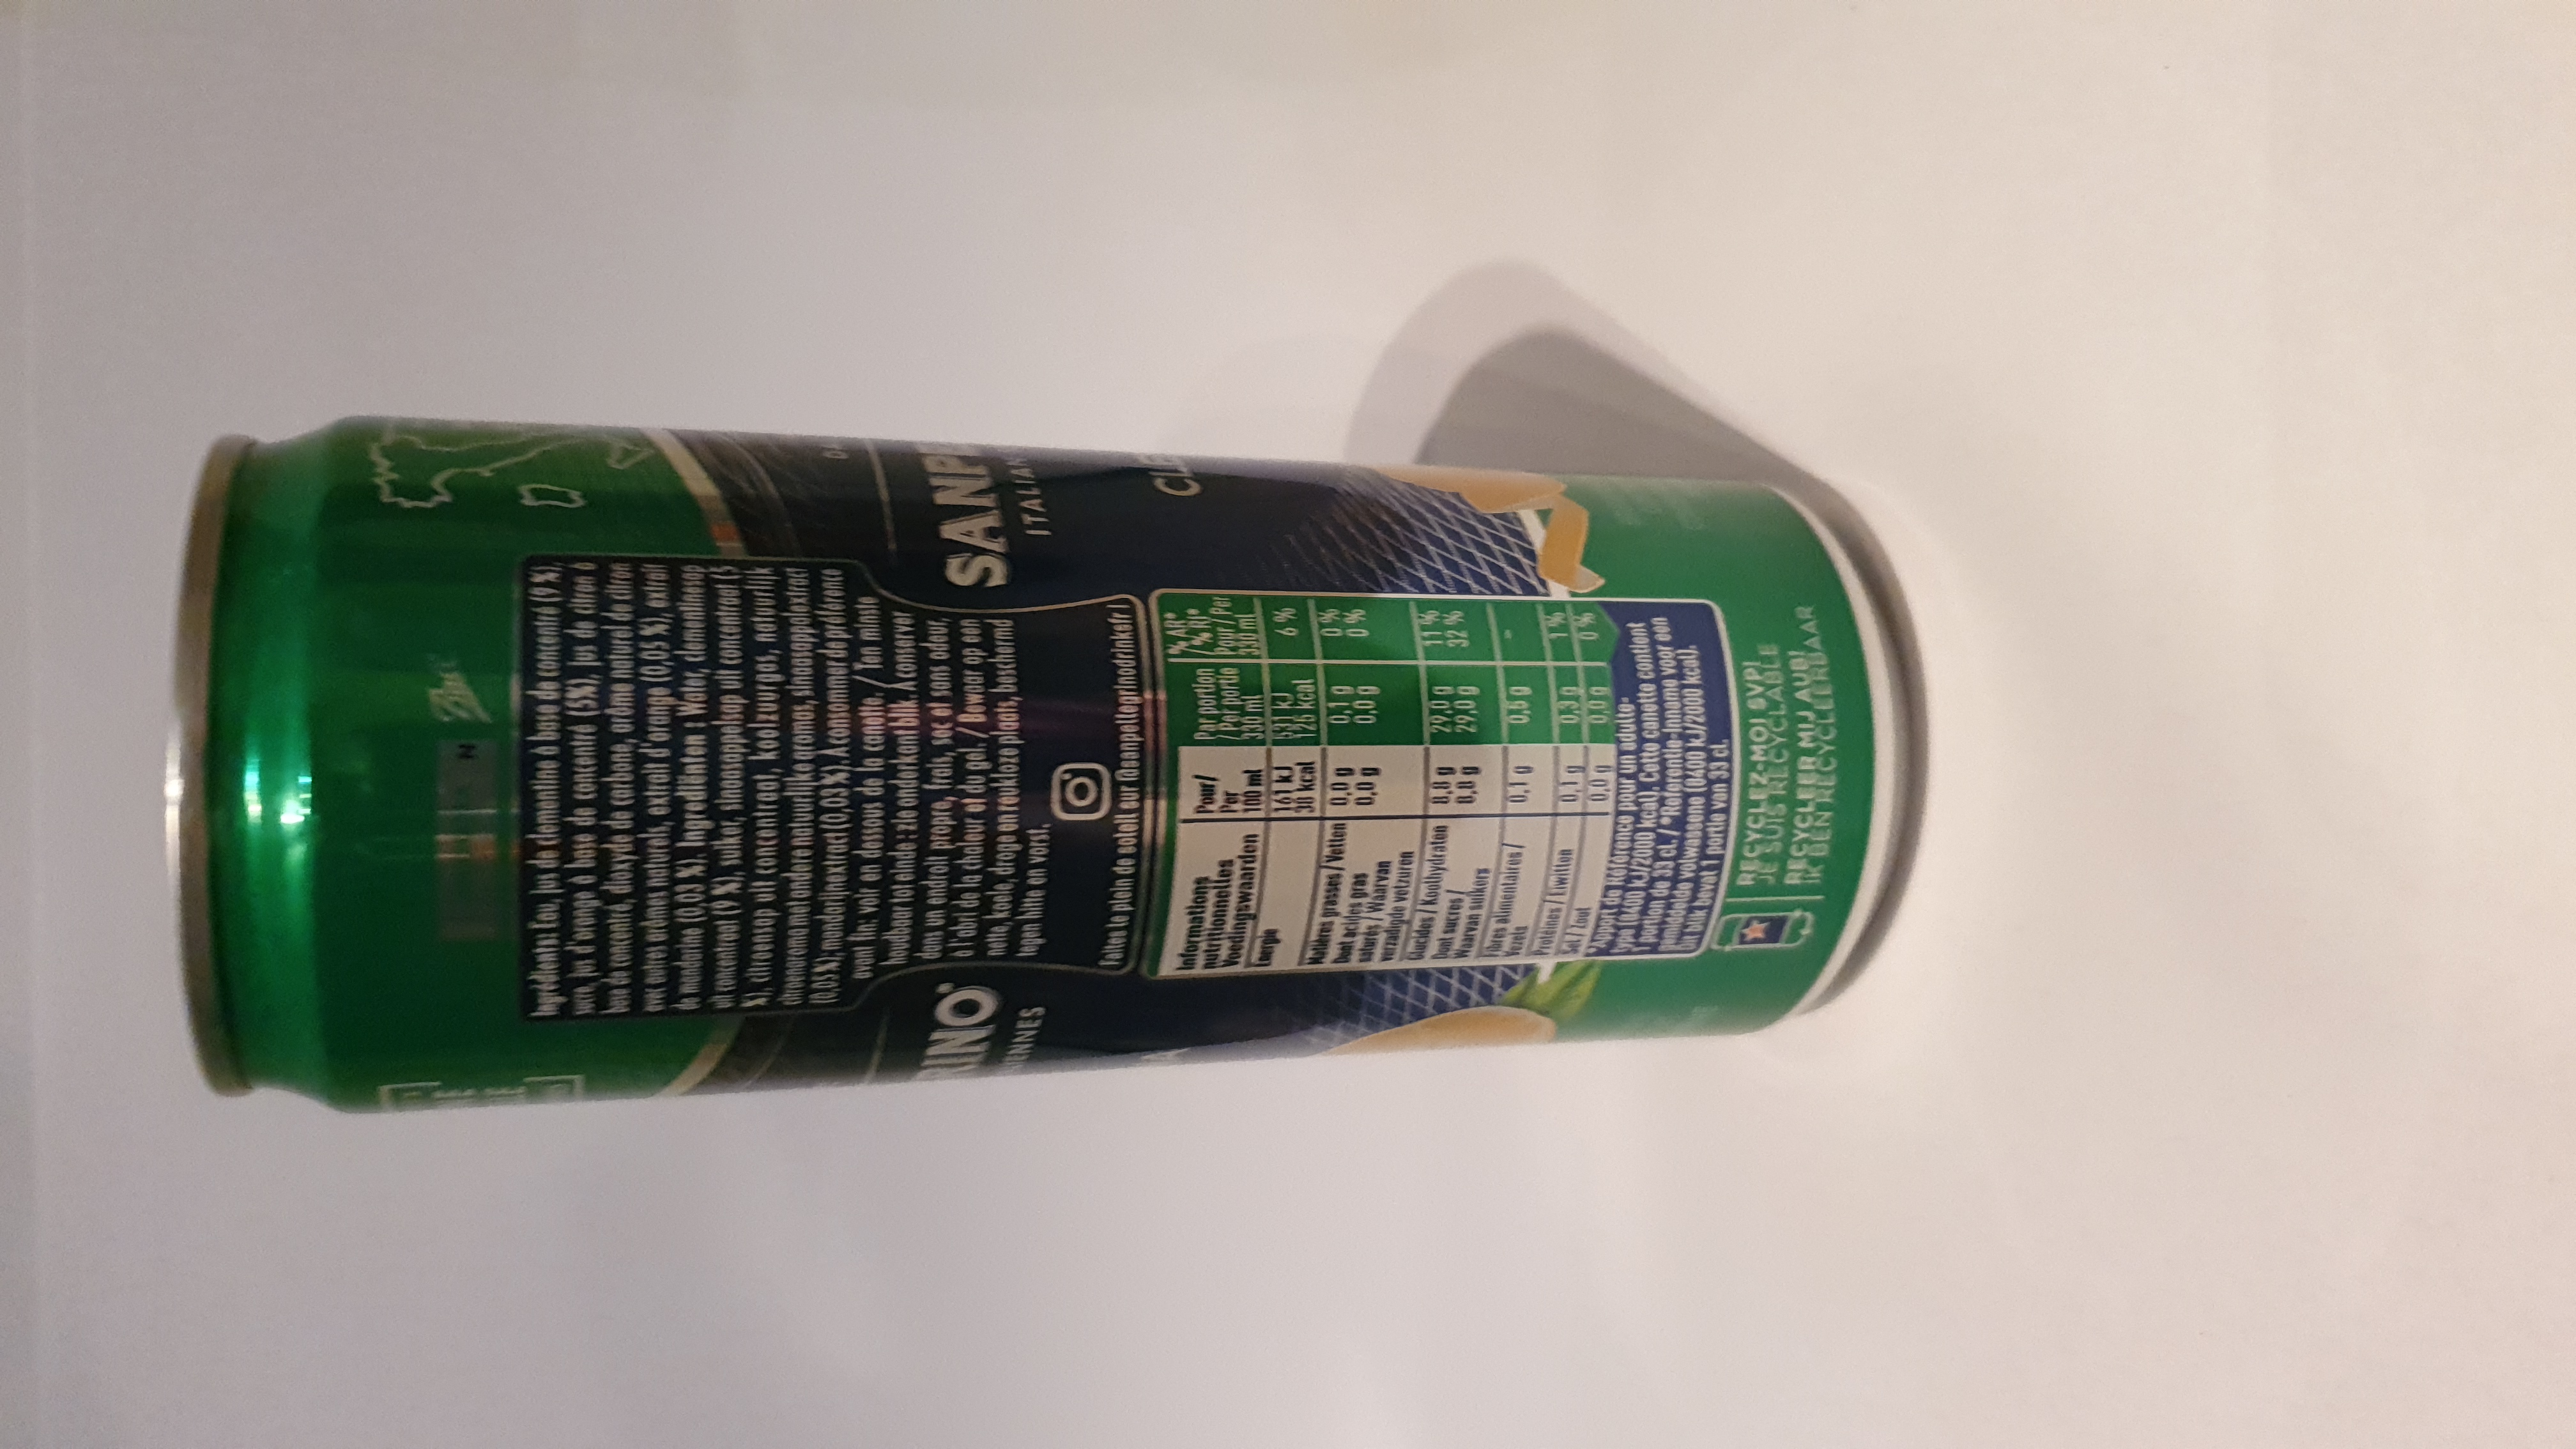 N Ball
Ingrédients: Eau, jus de clementine à base de concentré (9 %),
sucre, jus d'orange à base de concentré (5%), jus de citron à
base de concentré, dioxyde de carbone, arôme naturel de citron
avec autres arômes naturels, extrait d'orange (0,05 %), extrait
de mandarine (0,03 %). Ingrediënten : Water, clementinesap
uit concentraat (9 %), suiker, sinaasappelsap uit concentraat (5
%), citroensap uit concentraat, koolzuurgas, natuurlijk
citroenaroma met andere natuurlijke aromas, sinaasappelextract
(0,05%); mandarijnextract (0,03%). À consommer de préférence
avant fin: voir en dessous de la canette. / Ten minste
houdbaar tot einde : zie onderkant blik. À conserver
dans un endroit propre, frais, sec et sans odeur,
à l'abri de la chaleur et du gel. / Bewaar op een
nette, koele, droge en reukloze plaats, beschermd
tegen hitte en vorst.
Faites le plein de soleil sur @sanpellegrinodrinksfr !
RINO®
IENNES
A
SANPE
ITALIAN
CLE
Informations
nutritionnelles
Voedingswaarden
Pour/
Per
100 ml
Par portion
/ Per portie
330 ml
% AR*
/ % RI*
Pour / Per
330 ml
Energie
161 kJ 531 kJ 6 %
38 kcal 125 kcal
Matières grasses / Vetten 0,0 g 0,1 g 0 %
Dont acides gras 0,0 g 0,0 g 0 %
saturés / Waarvan
verzadigde vetzuren
Glucides / Koolhydraten 8,8 g 29,0 g 11 %
Dont sucres / 8,8 g 29,0 g 32 %
Waarvan suikers
Fibres alimentaires / 0,1 g 0,5 g -
Vezels
Protéines / Eiwitten 0,1 g 0,3 g 1 %
Sel / Zout 0,0 g 0,0 g 0 %
*Apport de Référence pour un adulte-
type (8400 kJ/2000 kcal). Cette canette contient
1 portion de 33 cl. / *Referentie-Inname voor een
gemiddelde volwassene (8400 kJ/2000 kcal).
Dit blik bevat 1 portie van 33 cl.
RECYCLEZ-MOI SVP!
JE SUIS RECYCLABLE
RECYCLEER MIJ AUB!
IK BEN RECYCLEERBAAR